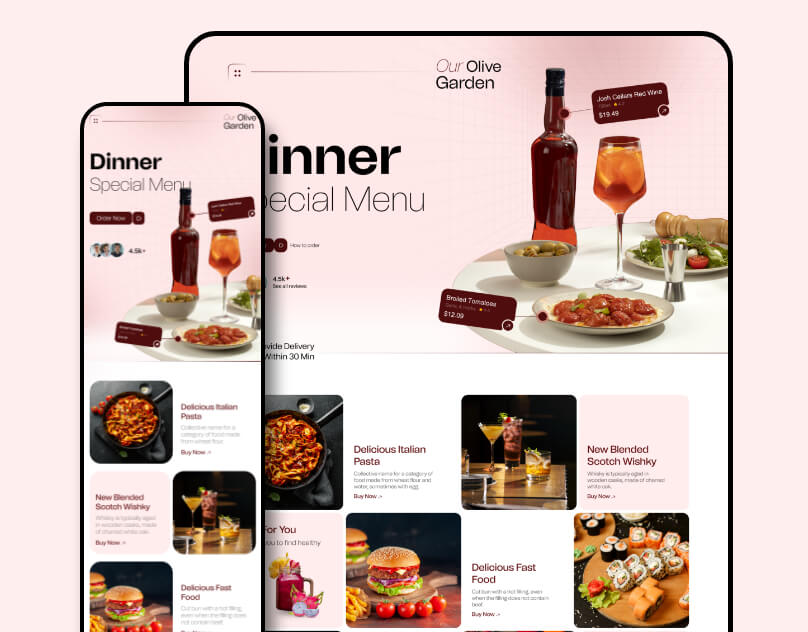 Our Olive
Garden
Dinner
Special Menu
Order Now
4.5k+
Delicious Italian
Pasta
Collective name for a
category of food made
from wheat flour.
Buy Now ->
New Blended
Scotch Wishky
Whisky is typically aged
in wooden casks, made
of charred white oak.
Buy Now ->
Delicious Fast
Food
Cut bun with a hot filling,
even when the filling
does not contain beef.
Our Olive
Garden
inner
pecial Menu
How to order
4.5k+
See all reviews
vide Delivery
Within 30 Min
Josh Cellars Red Wine
4.2
$19.49
Broiled Tomatoes
$12.09
Delicious Italian
Pasta
Collective name for a category of
food made from wheat flour and
water, sometimes with egg.
Buy Now ->
New Blended
Scotch Wishky
Whisky is typically aged in
wooden casks, made of charred
white oak.
Buy Now ->
For You
you to find healthy
Delicious Fast
Food
Cut bun with a hot filling, even
when the filling does not contain
beef.
Buy Now ->